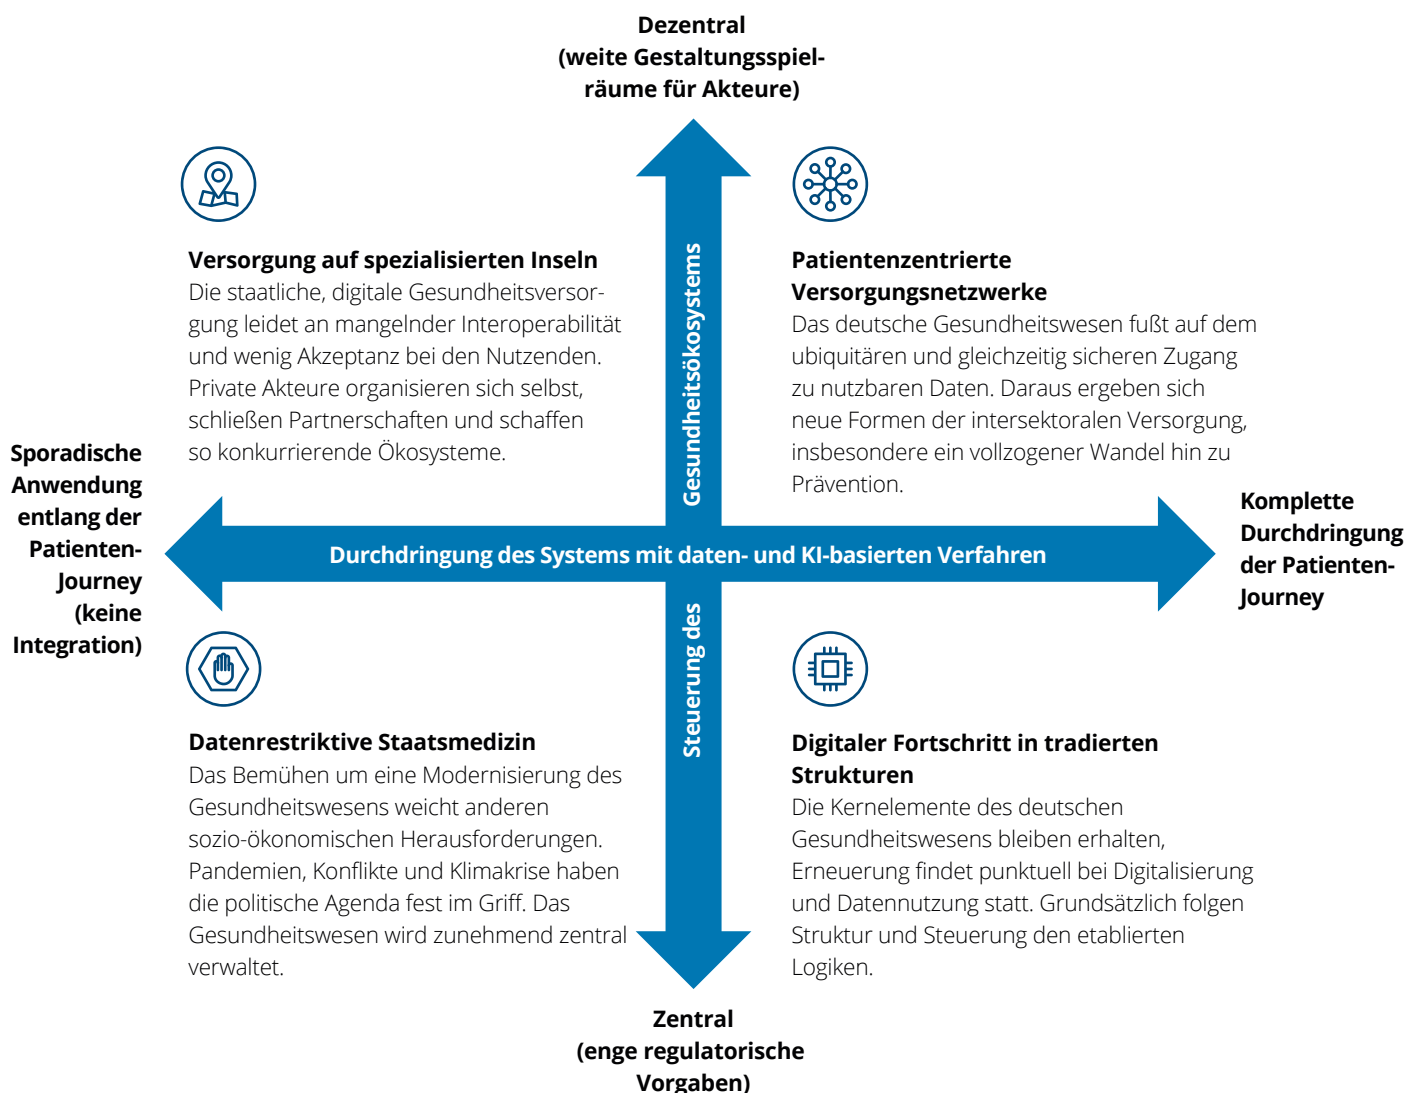 Dezentral
(weite Gestaltungsspiel-
räume für Akteure)
Versorgung auf spezialisierten Inseln
Die staatliche, digitale Gesundheitsversor-
gung leidet an mangelnder Interoperabilität
und wenig Akzeptanz bei den Nutzenden.
Private Akteure organisieren sich selbst,
schließen Partnerschaften und schaffen
so konkurrierende Ökosysteme.
Patientenzentrierte
Versorgungsnetzwerke
Das deutsche Gesundheitswesen fußt auf dem
ubiquitären und gleichzeitig sicheren Zugang
zu nutzbaren Daten. Daraus ergeben sich
neue Formen der intersektoralen Versorgung,
insbesondere ein vollzogener Wandel hin zu
Prävention.
Sporadische
Anwendung
entlang der
Patienten-
Journey
(keine
Integration)
Durchdringung des Systems mit daten- und KI-basierten Verfahren
Komplette
Durchdringung
der Patienten-
Journey
Steuerung des Gesundheitsökosystems
Datenrestriktive Staatsmedizin
Das Bemühen um eine Modernisierung des
Gesundheitswesens weicht anderen
sozio-ökonomischen Herausforderungen.
Pandemien, Konflikte und Klimakrise haben
die politische Agenda fest im Griff. Das
Gesundheitswesen wird zunehmend zentral
verwaltet.
Digitaler Fortschritt in tradierten
Strukturen
Die Kernelemente des deutschen
Gesundheitswesens bleiben erhalten,
Erneuerung findet punktuell bei Digitalisierung
und Datennutzung statt. Grundsätzlich folgen
Struktur und Steuerung den etablierten
Logiken.
Zentral
(enge regulatorische
Vorgaben)